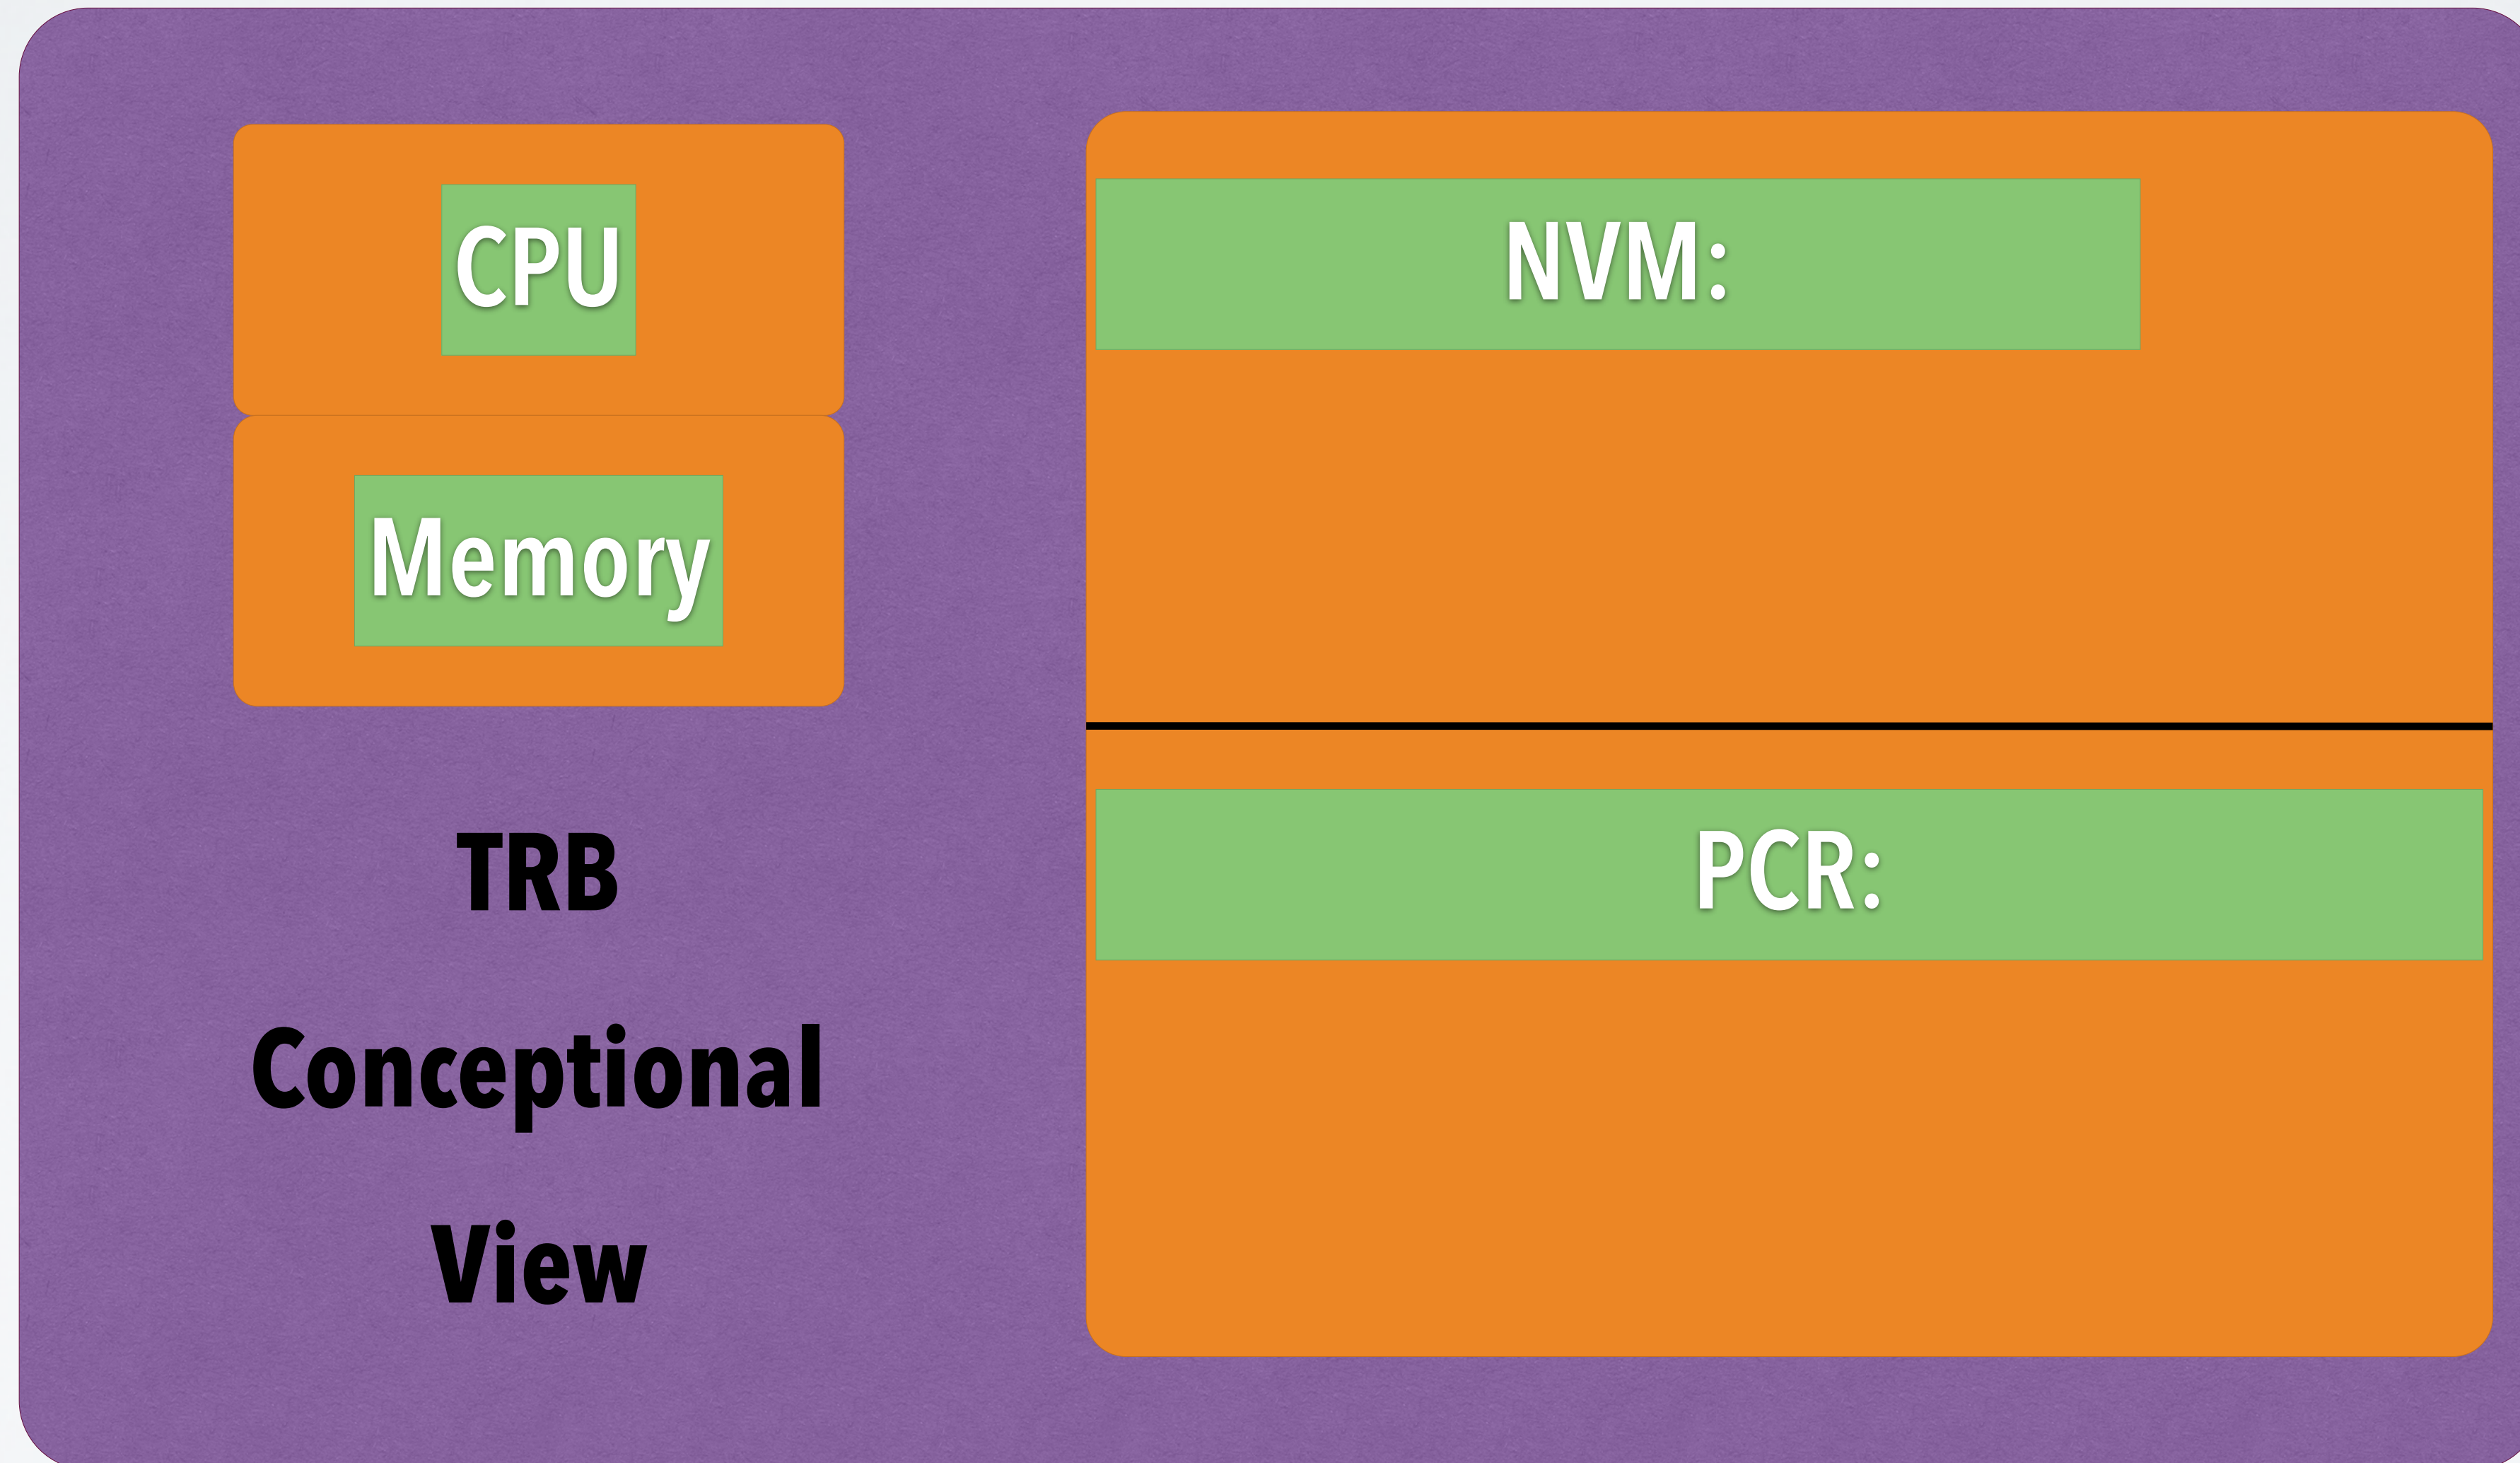 CPU
Memory
TRB
Conceptional
View
NVM:
PCR: